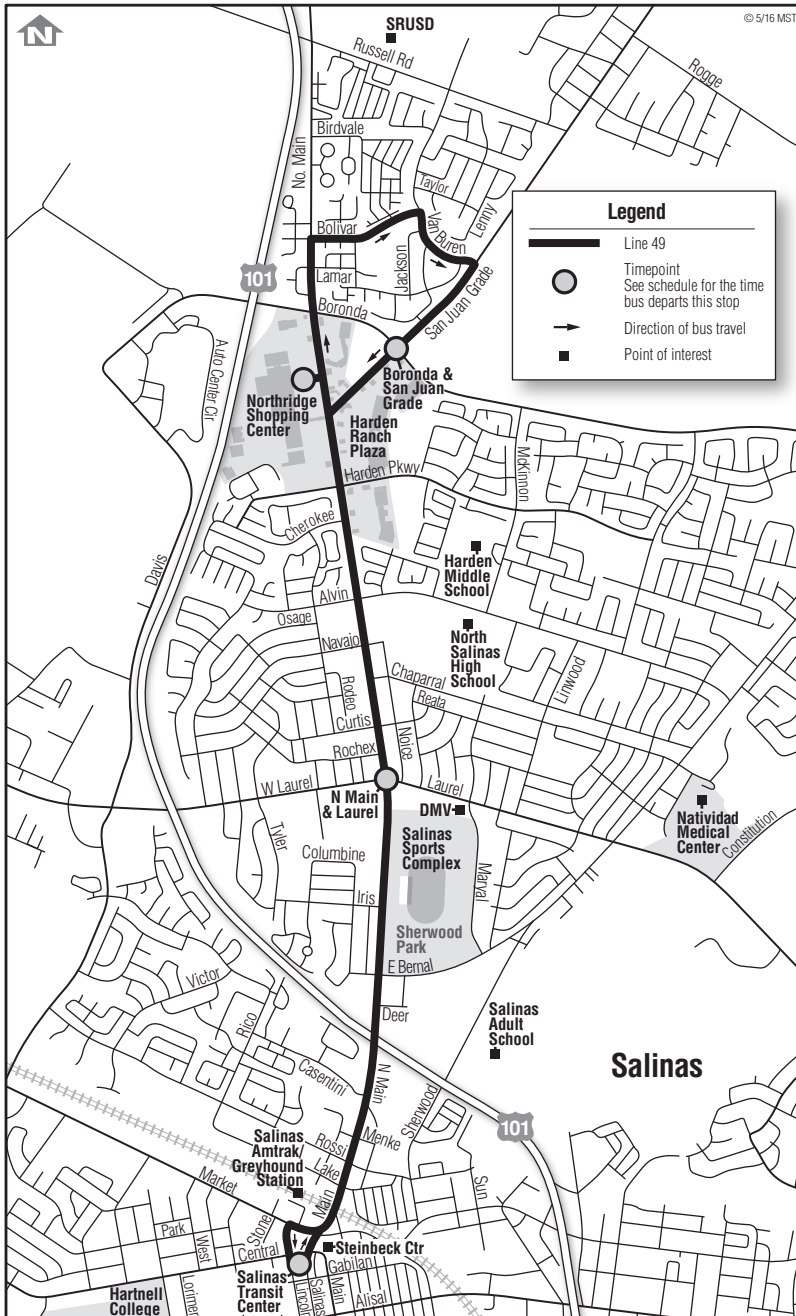 N
SRUSD
© 5/16 MST
Russell Rd
Rogge
Birdvale
No. Main
Taylor
Lenny
Van Buren
Bolivar
Jackson
Lamar
101
Boronda
San Juan Grade
Legend
Line 49
Timepoint
See schedule for the time
bus departs this stop
Direction of bus travel
Point of interest
Auto Center Cir
Northridge
Shopping
Center
Boronda &
San Juan
Grade
Harden
Ranch
Plaza
Harden Pkwy
McKinnon
Cherokee
Davis
Harden
Middle
School
Alvin
Osage
Navajo
North
Salinas
High
School
Chaparral
Linwood
Rodeo
Reata
Curtis
Noice
Rochex
W Laurel
Laurel
N Main
& Laurel
DMV
Natividad
Medical
Center
Constitution
Tyler
Columbine
Salinas
Sports
Complex
Maryal
Iris
Sherwood
Park
E Bernal
Victor
Deer
Salinas
Adult
School
Rico
Salinas
Casentini
N Main
Sherwood
101
Menke
Rossi
Lake
Salinas
Amtrak/
Greyhound
Station
Market
Main
Sun
Park
West
Stone
Central
Steinbeck Ctr
Gabilan
Salinas
Transit
Center
Lincoln
Salinas
Main
Alisal
Hartnell
College